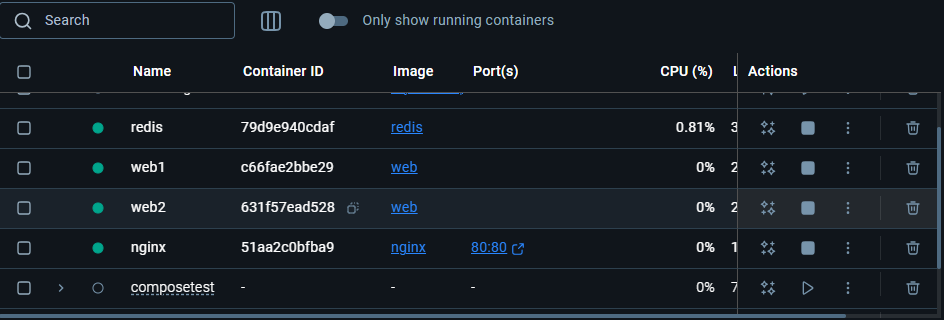 Search
Only show running containers
Name Container ID Image Port(s) CPU (%) L Actions
redis 79d9e940cdaf redis 0.81% 3
web1 c66fae2bbe29 web 0% 2
web2 631f57ead528 web 0% 2
nginx 51aa2c0bfba9 nginx 80:80 0% 1
composetest - - - 0% 7